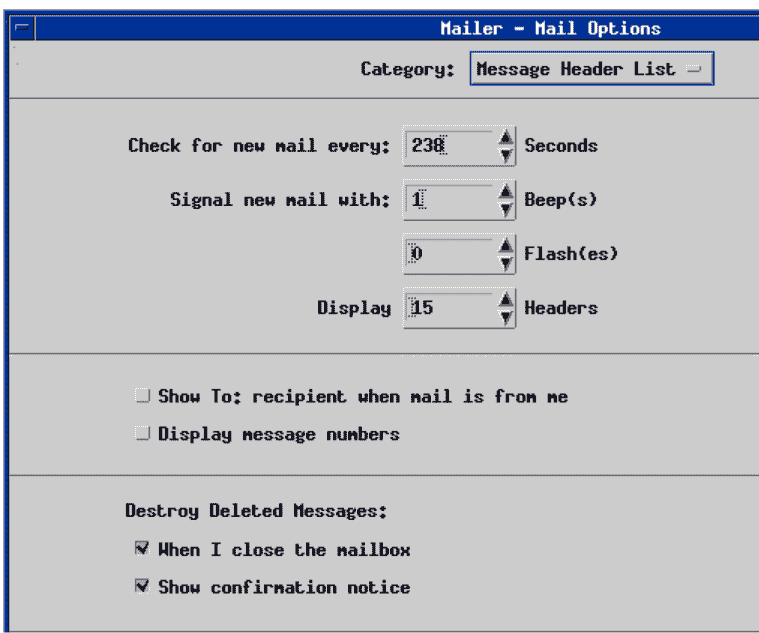 Mailer - Mail Options
Category: Message Header List
Check for new mail every: 238 Seconds
Signal new mail with: 1 Beep(s)
0 Flash(es)
Display 15 Headers
Show To: recipient when mail is from me
Display message numbers
Destroy Deleted Messages:
When I close the mailbox
Show confirmation notice